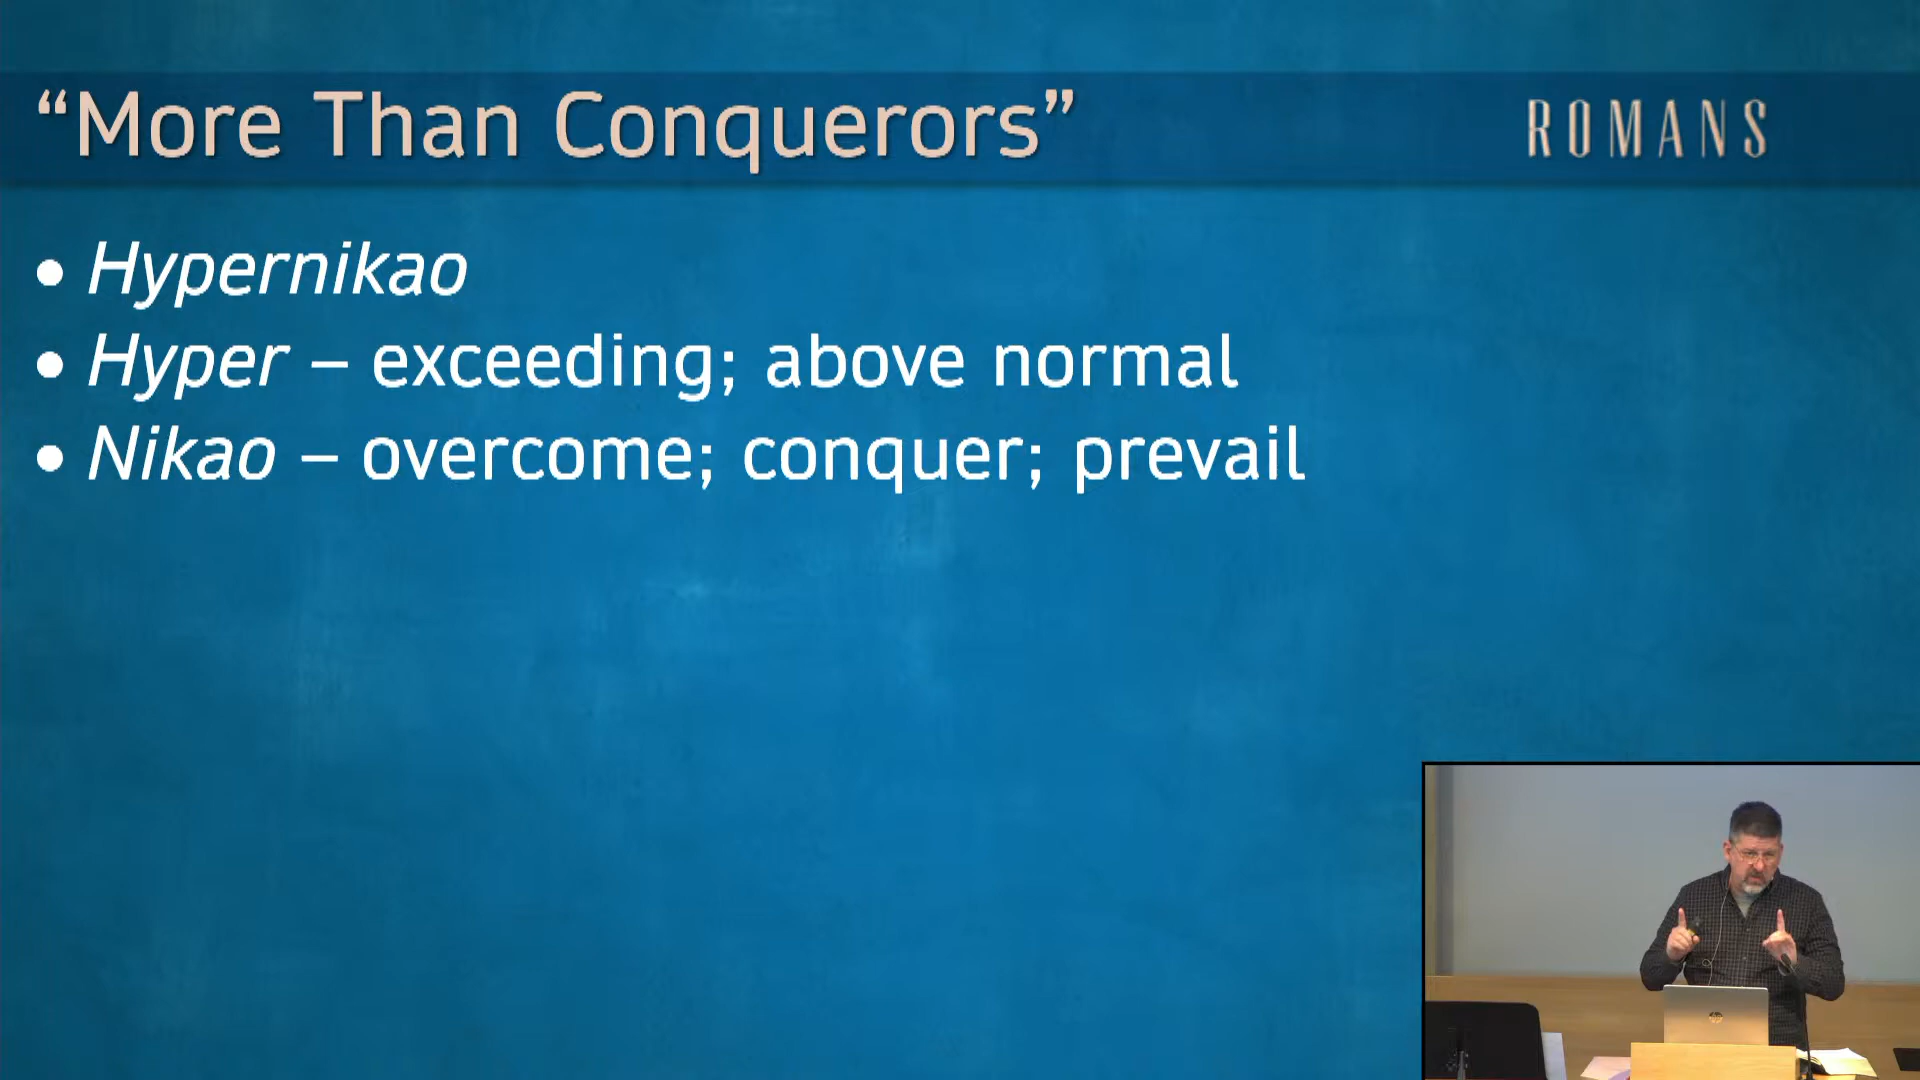 “More Than Conquerors”
ROMANS
• Hypernikao
• Hyper – exceeding; above normal
• Nikao – overcome; conquer; prevail